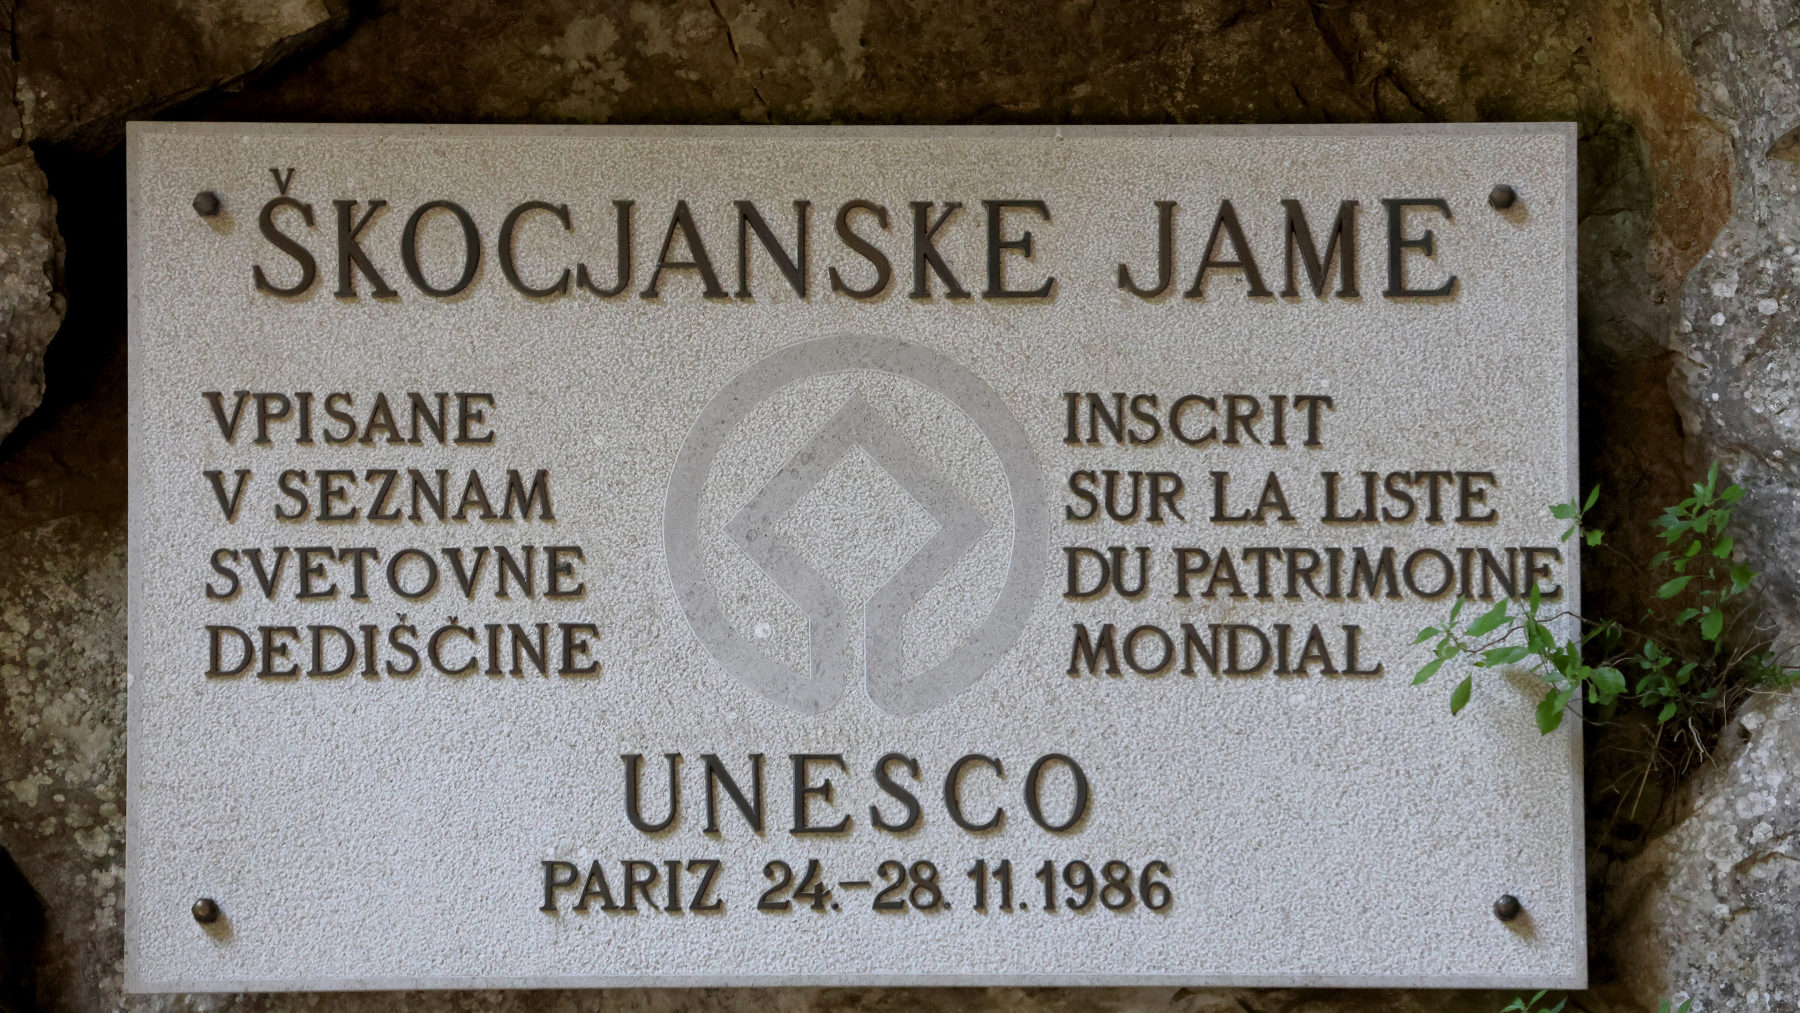 ŠKOCJANSKE JAME
VPISANE
V SEZNAM
SVETOVNE
DEDIŠČINE
INSCRIT
SUR LA LISTE
DU PATRIMOINE
MONDIAL
UNESCO
PARIZ 24.–28.11.1986